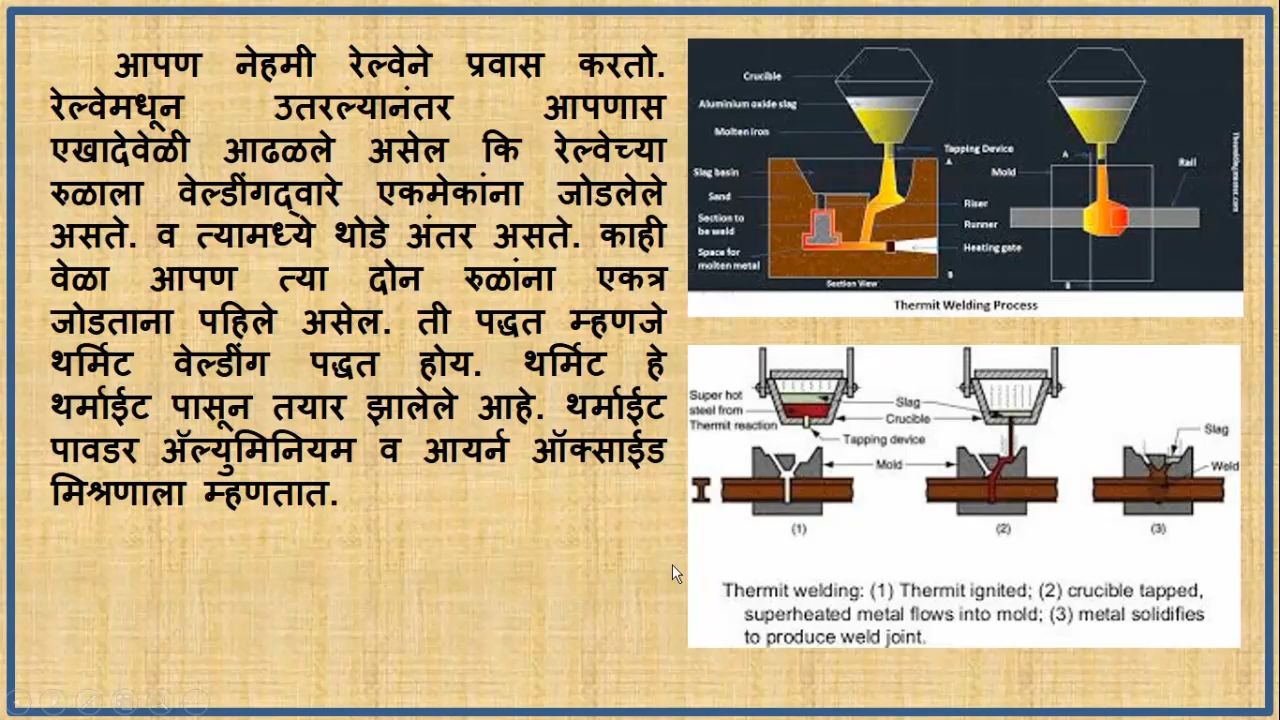 आपण नेहमी रेल्वेने प्रवास करतो.
रेल्वेमधून उतरल्यानंतर आपणास
एखादेवेळी आढळले असेल कि रेल्वेच्या
रुळाला वेल्डींगद्वारे एकमेकांना जोडलेले
असते. व त्यामध्ये थोडे अंतर असते. काही
वेळा आपण त्या दोन रुळांना एकत्र
जोडताना पहिले असेल. ती पद्धत म्हणजे
थर्मिट वेल्डींग पद्धत होय. थर्मिट हे
थर्माईट पासून तयार झालेले आहे. थर्माईट
पावडर ॲल्युमिनियम व आयर्न ऑक्साईड
मिश्रणाला म्हणतात.
Crucible
Aluminium oxide slag
Molten iron
Slag basin
Sand
Section to
be weld
Space for
molten metal
Tapping Device
A
Riser
Runner
Heating gate
B
Section View
A
Mold
Rail
B
Thermit Welding Process
Super hot
steel from
Thermit reaction
Slag
Crucible
Tapping device
Mold
Slag
Weld
(1)
(2)
(3)
Thermit welding: (1) Thermit ignited; (2) crucible tapped,
superheated metal flows into mold; (3) metal solidifies
to produce weld joint.